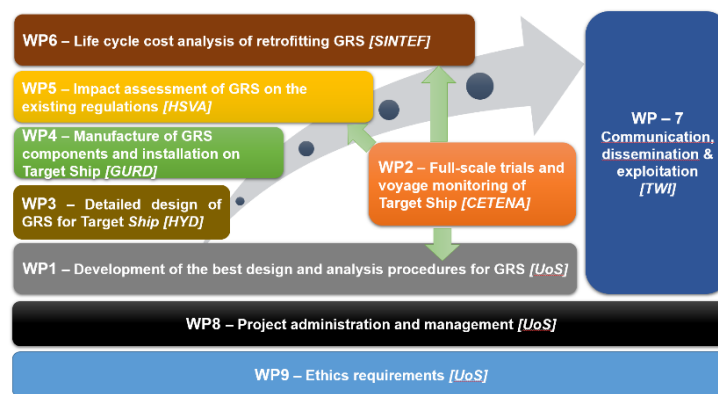 WP6 – Life cycle cost analysis of retrofitting GRS [SINTEF]
WP5 – Impact assessment of GRS on the
existing regulations [HSVA]
WP4 – Manufacture of GRS
components and installation on
Target Ship [GURD]
WP3 – Detailed design of
GRS for Target Ship [HYD]
WP2 – Full-scale trials and
voyage monitoring of
Target Ship [CETENA]
WP1 – Development of the best design and analysis procedures for GRS [UoS]
WP – 7
Communication,
dissemination &
exploitation
[TWI]
WP8 – Project administration and management [UoS]
WP9 – Ethics requirements [UoS]